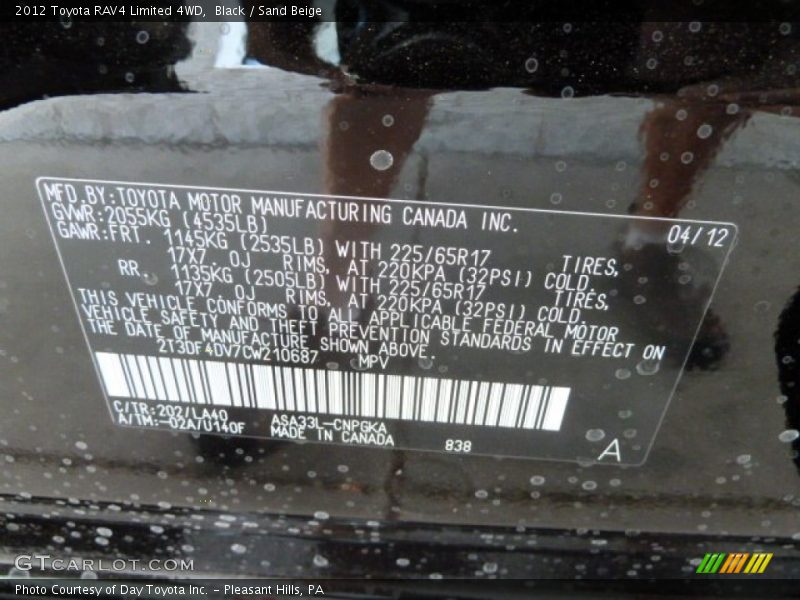 2012 Toyota RAV4 Limited 4WD,  Black / Sand Beige
MFD.BY:TOYOTA MOTOR MANUFACTURING CANADA INC.
04/12
GVWR:2055KG (4535LB)
GAWR:FRT. 1145KG (2535LB) WITH 225/65R17 TIRES,
17X7. 0J RIMS, AT 220KPA (32PSI) COLD.
RR. 1135KG (2505LB) WITH 225/65R17 TIRES,
17X7 0J RIMS, AT 220KPA (32PSI) COLD.
THIS VEHICLE CONFORMS TO ALL APPLICABLE FEDERAL MOTOR
VEHICLE SAFETY AND THEFT PREVENTION STANDARDS IN EFFECT ON
THE DATE OF MANUFACTURE SHOWN ABOVE.
2T3DF4DV7CW210687 MPV
C/TR:202/LA40 ASA33L-CNPGKA
A/TM:-02A/U140F MADE IN CANADA 838 A
GTCarLot.com
Photo Courtesy of Day Toyota Inc. - Pleasant Hills, PA